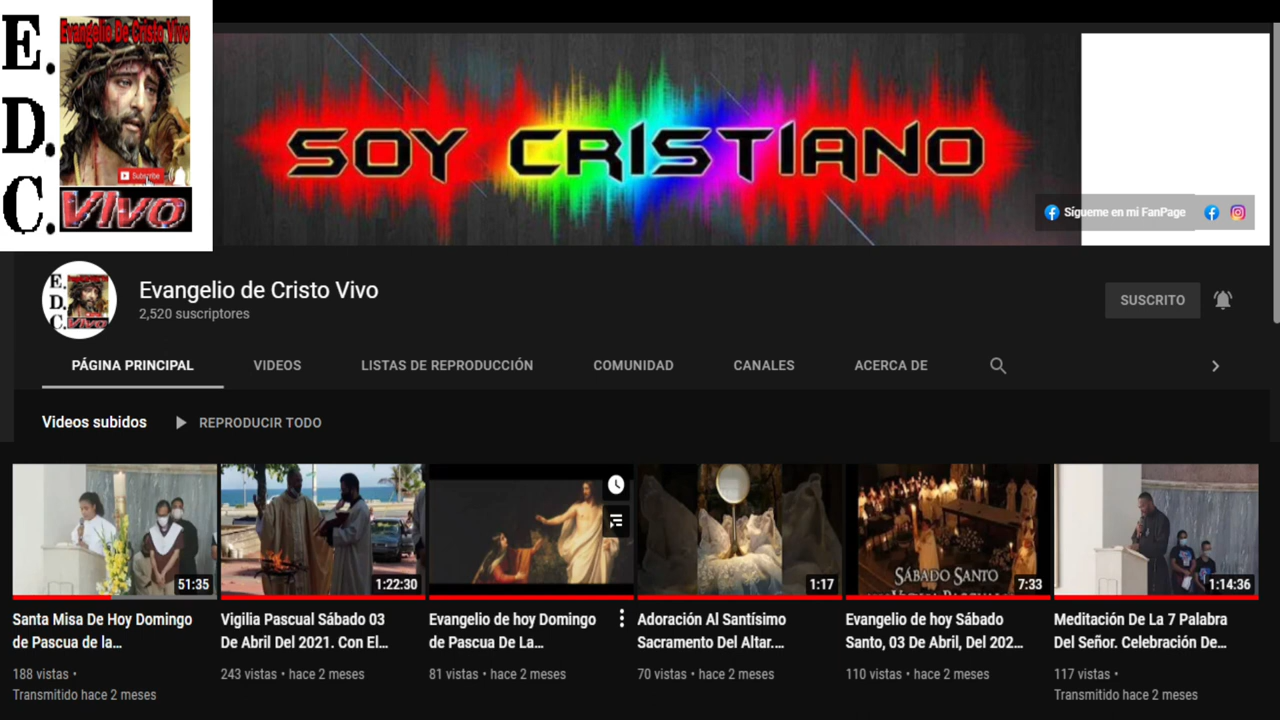 E.
D.
C.
Evangelio De Cristo Vivo
Subscribe
Vivo
SOY CRISTIANO
Sígueme en mi FanPage
Evangelio de Cristo Vivo
2,520 suscriptores
SUSCRITO
PÁGINA PRINCIPAL
VIDEOS
LISTAS DE REPRODUCCIÓN
COMUNIDAD
CANALES
ACERCA DE
Videos subidos
REPRODUCIR TODO
51:35
1:22:30
1:17
SÁBADO SANTO
7:33
1:14:36
Santa Misa De Hoy Domingo
de Pascua de la...
188 vistas •
Transmitido hace 2 meses
Vigilia Pascual Sábado 03
De Abril Del 2021. Con El...
243 vistas • hace 2 meses
Evangelio de hoy Domingo
de Pascua De La...
81 vistas • hace 2 meses
Adoración Al Santísimo
Sacramento Del Altar....
70 vistas • hace 2 meses
Evangelio de hoy Sábado
Santo, 03 De Abril, Del 202...
110 vistas • hace 2 meses
Meditación De La 7 Palabra
Del Señor. Celebración De...
117 vistas •
Transmitido hace 2 meses